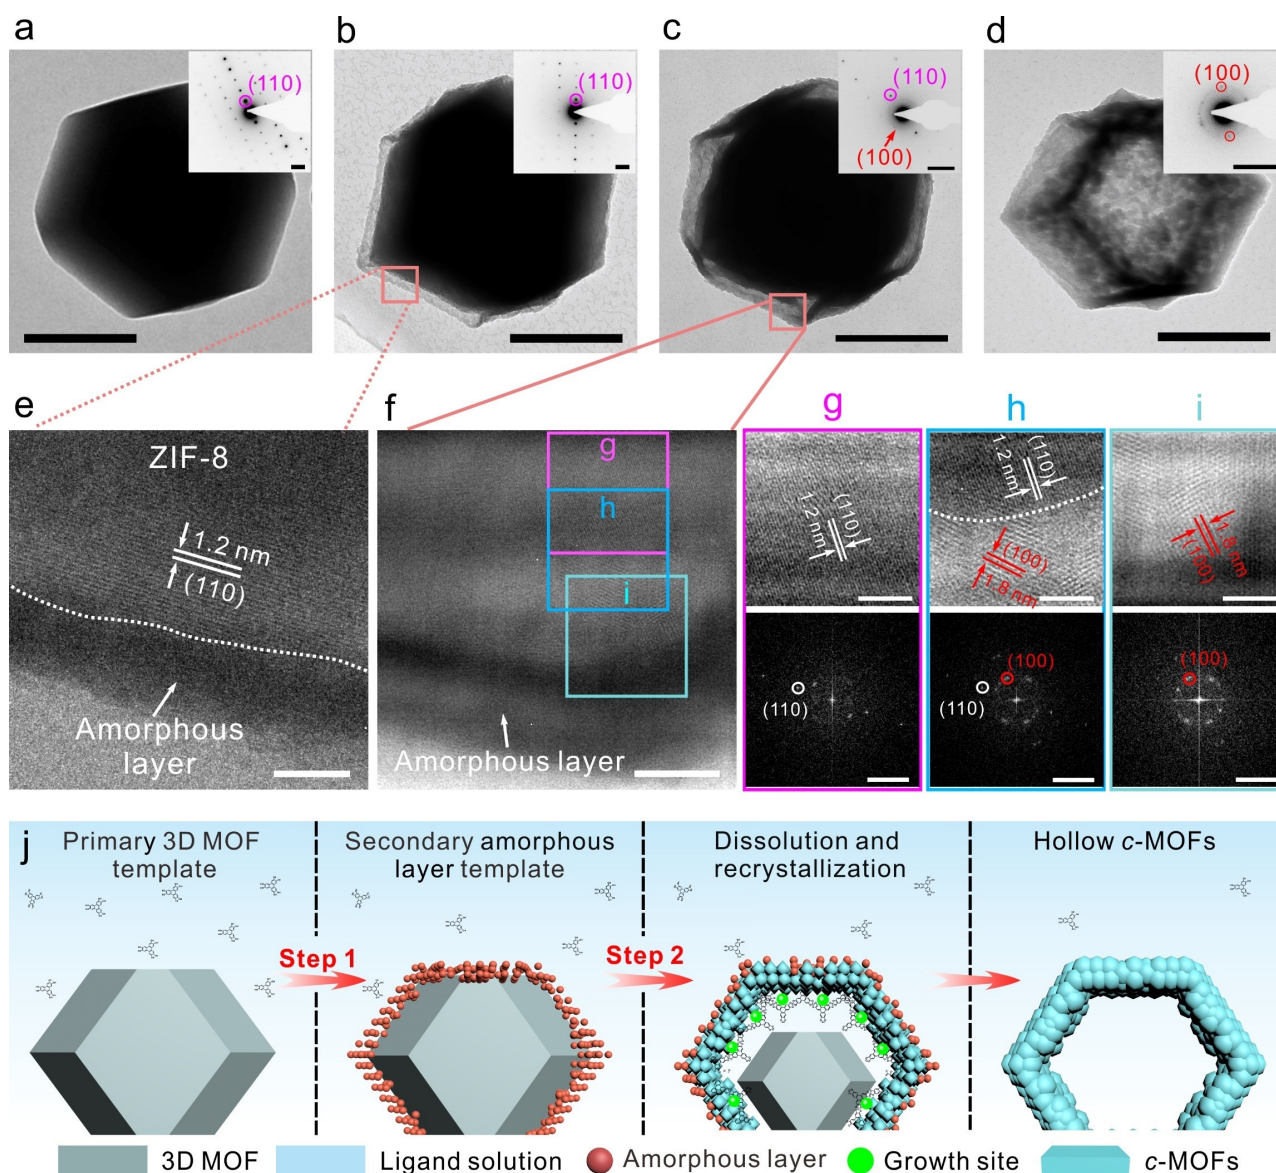 a
b
c
d
(110)
(110)
(110)
(100)
(100)
e
f
g
h
i
ZIF-8
1.2 nm
(110)
Amorphous
layer
g
h
i
Amorphous layer
(110)
1.2 nm
(110)
1.2 nm
(100)
1.8 nm
1.8 nm
(100)
(110)
(100)
(110)
(100)
j
Primary 3D MOF
template
Secondary amorphous
layer template
Dissolution and
recrystallization
Hollow c-MOFs
Step 1
Step 2
3D MOF
Ligand solution
Amorphous layer
Growth site
c-MOFs